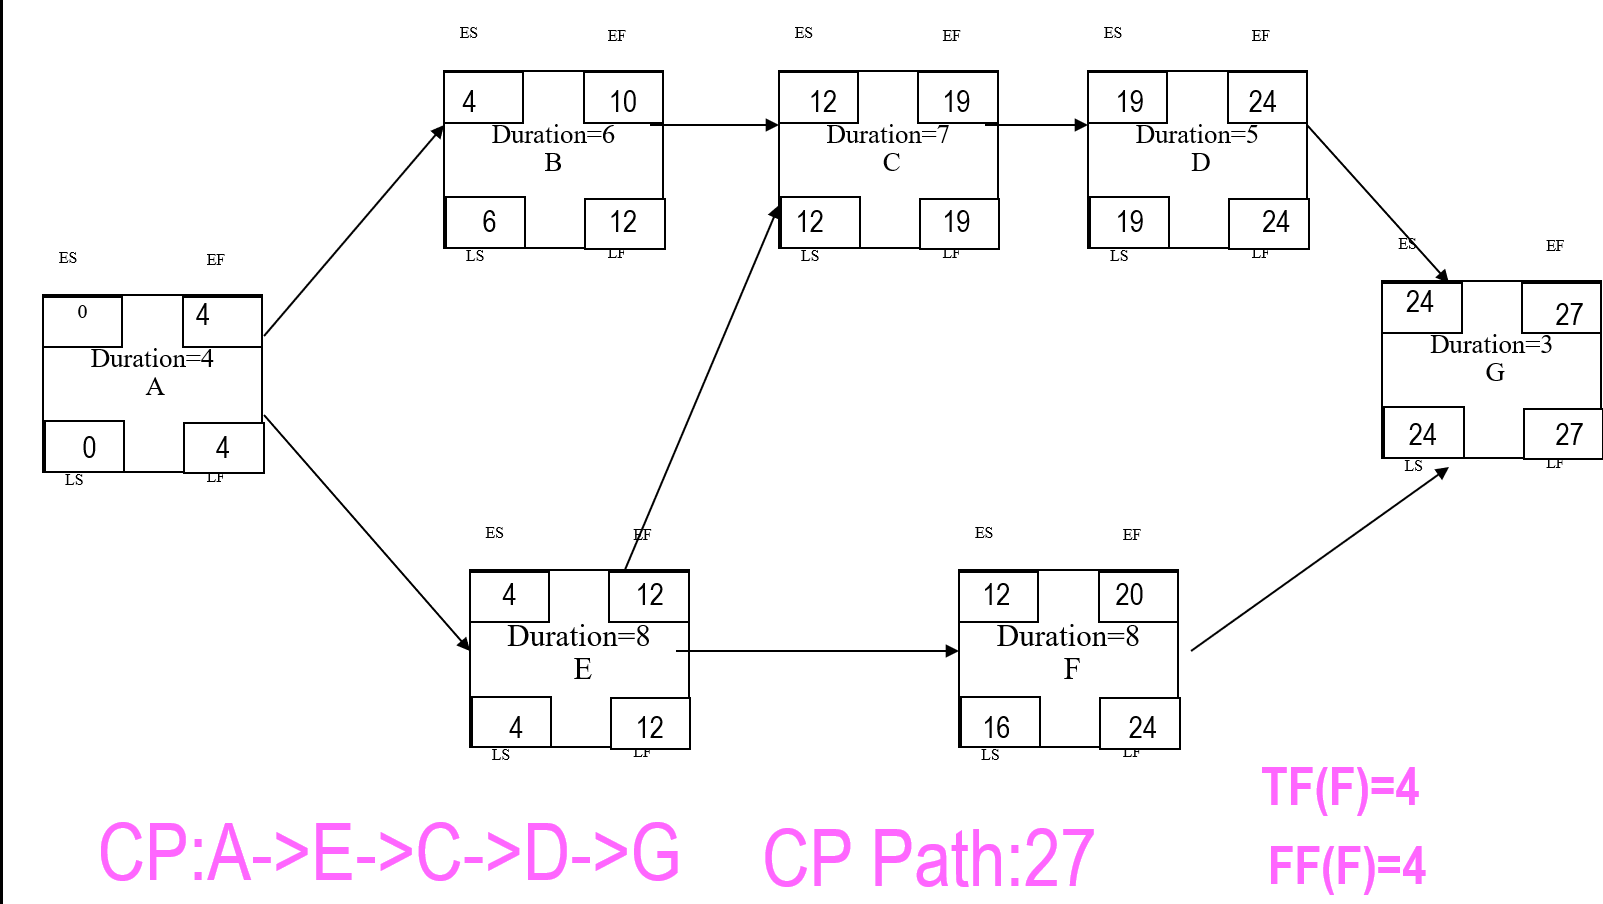 ES EF
4 10
Duration=6
B
6 12
LS LF
ES EF
12 19
Duration=7
C
12 19
LS LF
ES EF
19 24
Duration=5
D
19 24
LS LF
ES EF
0 4
Duration=4
A
0 4
LS LF
ES EF
24 27
Duration=3
G
24 27
LS LF
ES EF
4 12
Duration=8
E
4 12
LS LF
ES EF
12 20
Duration=8
F
16 24
LS LF
TF(F)=4
CP:A->E->C->D->G CP Path:27
FF(F)=4